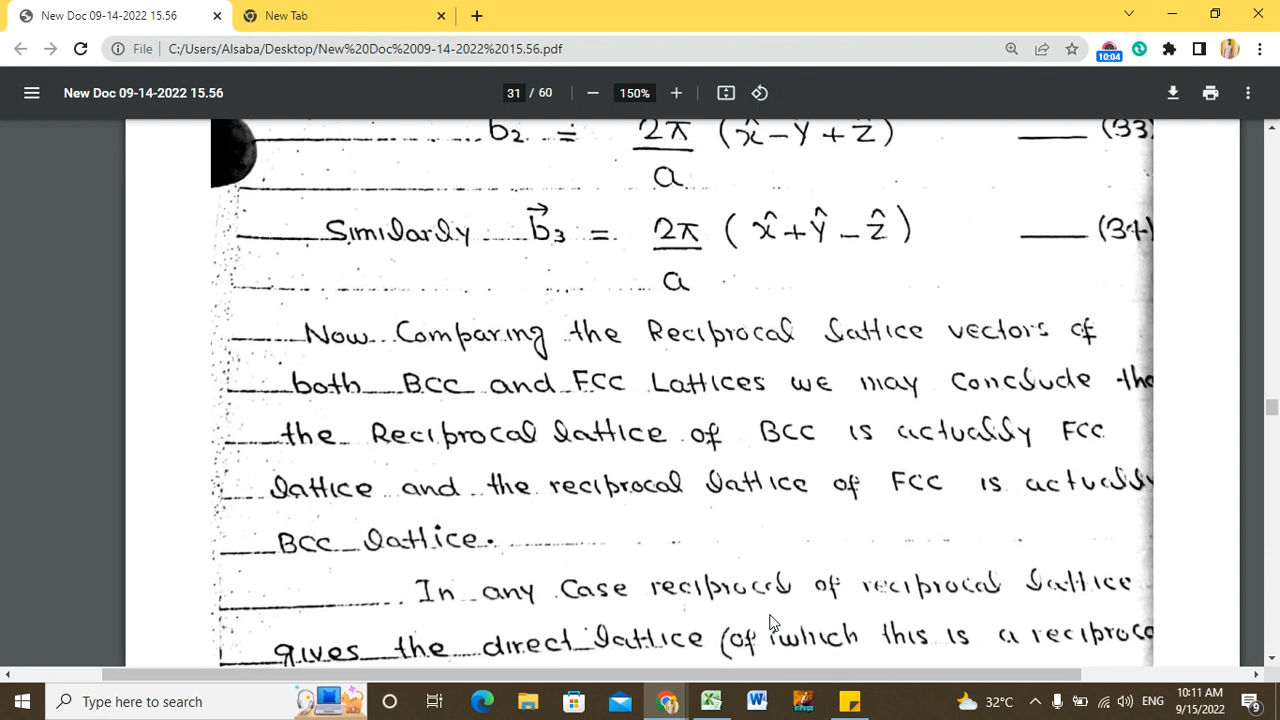 New Doc 09-14-2022 15.56
New Tab
File C:/Users/Alsaba/Desktop/New%20Doc%2009-14-2022%2015.56.pdf
10:04
New Doc 09-14-2022 15.56
31 / 60
150%
b₂ = 2π/a (x̂ - y + ẑ) (33)
Similarly b⃗₃ = 2π/a (x̂ + ŷ - ẑ) (34)
Now Comparing the Reciprocal lattice vectors of
both BCC and FCC Lattices we may Conclude tha
the Reciprocal lattice of BCC is actually FCC
lattice and the reciprocal lattice of FCC is actually
BCC lattice.
In any Case reciprocal of reciprocal lattice
gives the direct lattice (of which this is a reciproca
Type here to search
32°C
ENG
10:11 AM
9/15/2022
9